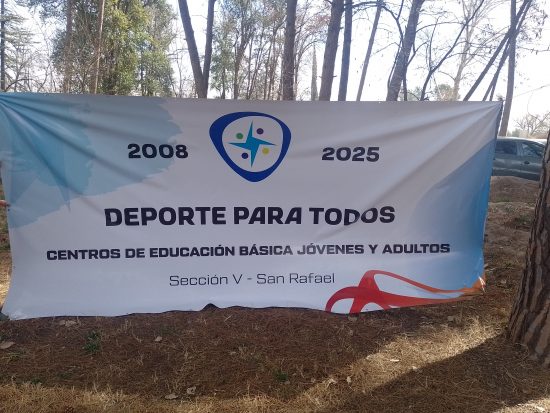 2008 2025
DEPORTE PARA TODOS
CENTROS DE EDUCACIÓN BÁSICA JÓVENES Y ADULTOS
Sección V - San Rafael